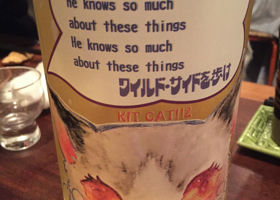 He knows so much
about these things
He knows so much
about these things
ワイルド・サイドを歩け
KIT CAT112